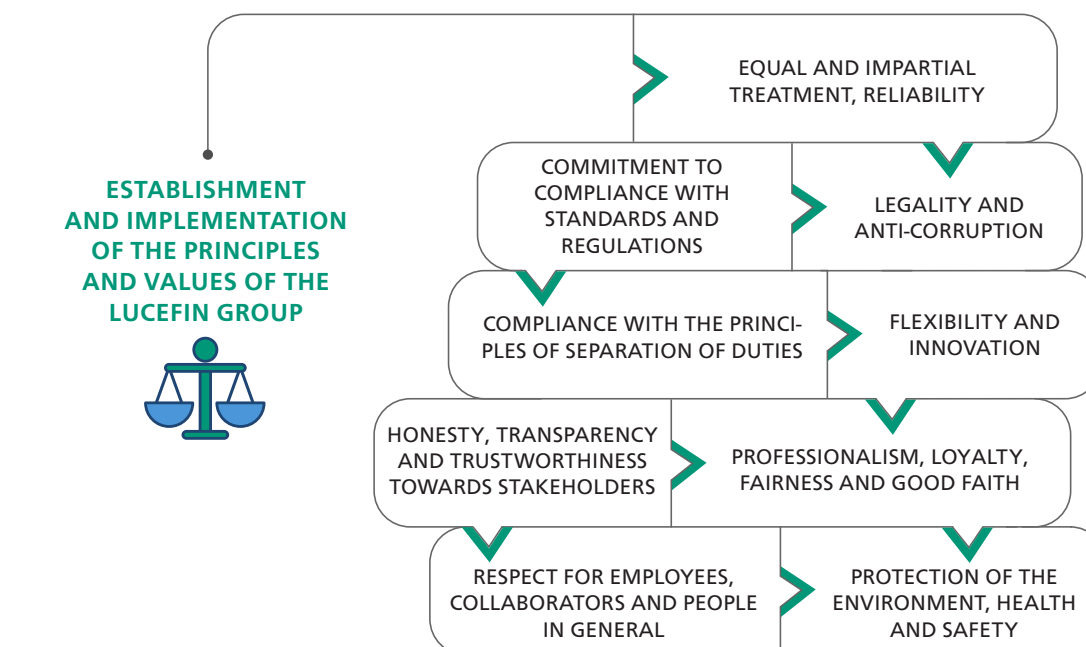 ESTABLISHMENT
AND IMPLEMENTATION
OF THE PRINCIPLES
AND VALUES OF THE
LUCEFIN GROUP
EQUAL AND IMPARTIAL
TREATMENT, RELIABILITY
COMMITMENT TO
COMPLIANCE WITH
STANDARDS AND
REGULATIONS
LEGALITY AND
ANTI-CORRUPTION
COMPLIANCE WITH THE PRINCI-
PLES OF SEPARATION OF DUTIES
FLEXIBILITY AND
INNOVATION
HONESTY, TRANSPARENCY
AND TRUSTWORTHINESS
TOWARDS STAKEHOLDERS
PROFESSIONALISM, LOYALTY,
FAIRNESS AND GOOD FAITH
RESPECT FOR EMPLOYEES,
COLLABORATORS AND PEOPLE
IN GENERAL
PROTECTION OF THE
ENVIRONMENT, HEALTH
AND SAFETY